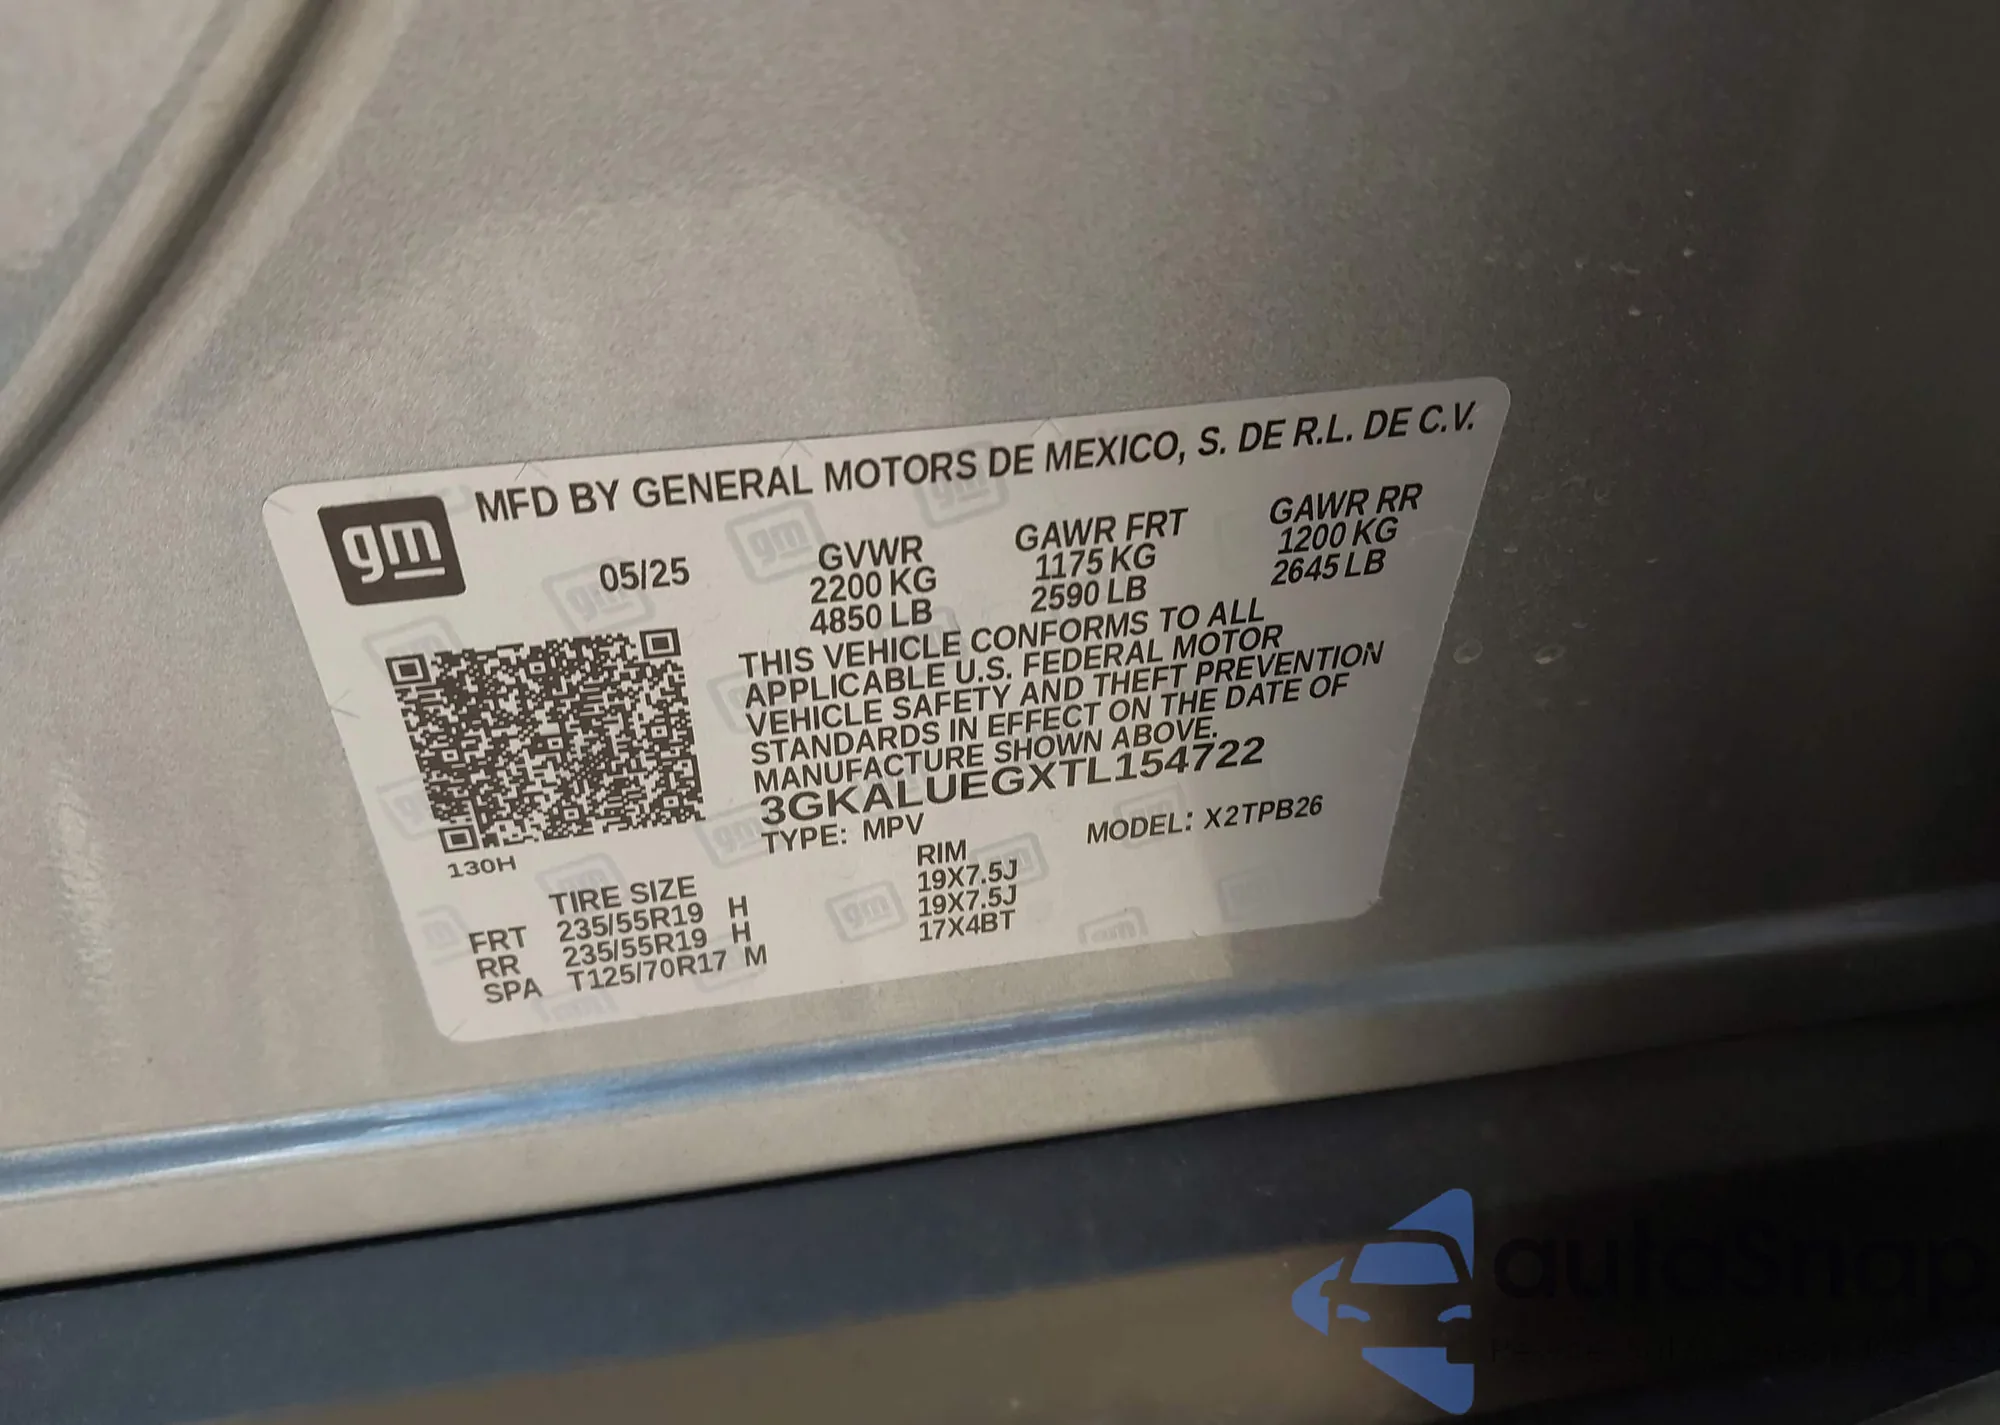 gm
MFD BY GENERAL MOTORS DE MEXICO, S. DE R.L. DE C.V.
05/25
GVWR
2200 KG
4850 LB
GAWR FRT
1175 KG
2590 LB
GAWR RR
1200 KG
2645 LB
THIS VEHICLE CONFORMS TO ALL
APPLICABLE U.S. FEDERAL MOTOR
VEHICLE SAFETY AND THEFT PREVENTION
STANDARDS IN EFFECT ON THE DATE OF
MANUFACTURE SHOWN ABOVE.
3GKALUEGXTL154722
TYPE: MPV
MODEL: X2TPB26
130H
TIRE SIZE
RIM
FRT 235/55R19 H 19X7.5J
RR 235/55R19 H 19X7.5J
SPA T125/70R17 M 17X4BT
autoSnap